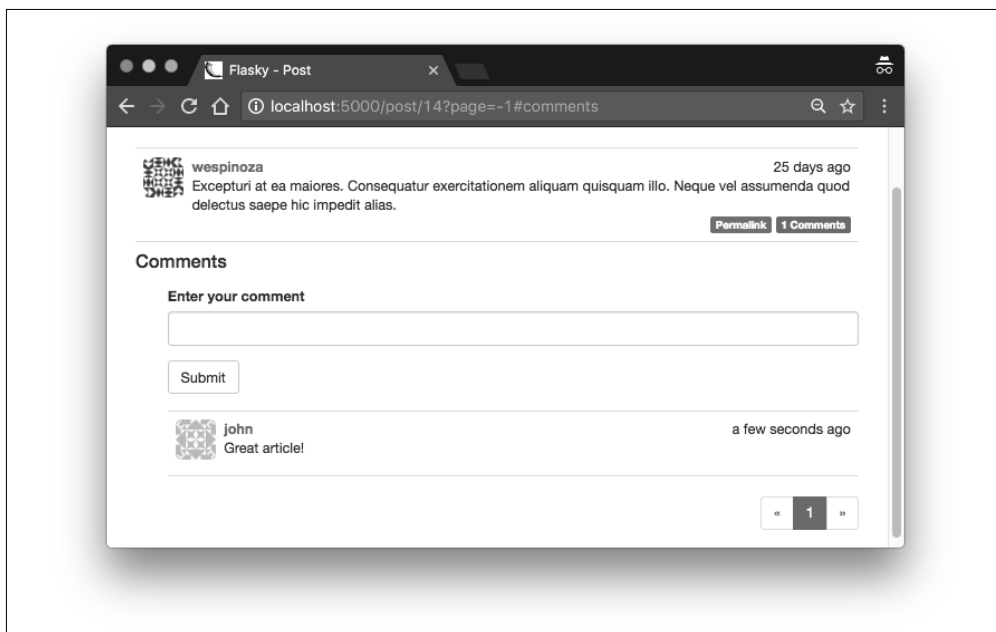 Flasky - Post
localhost:5000/post/14?page=-1#comments
wespinoza 25 days ago
Excepturi at ea maiores. Consequatur exercitationem aliquam quisquam illo. Neque vel assumenda quod
delectus saepe hic impedit alias.
Permalink 1 Comments
Comments
Enter your comment
Submit
john a few seconds ago
Great article!
« 1 »